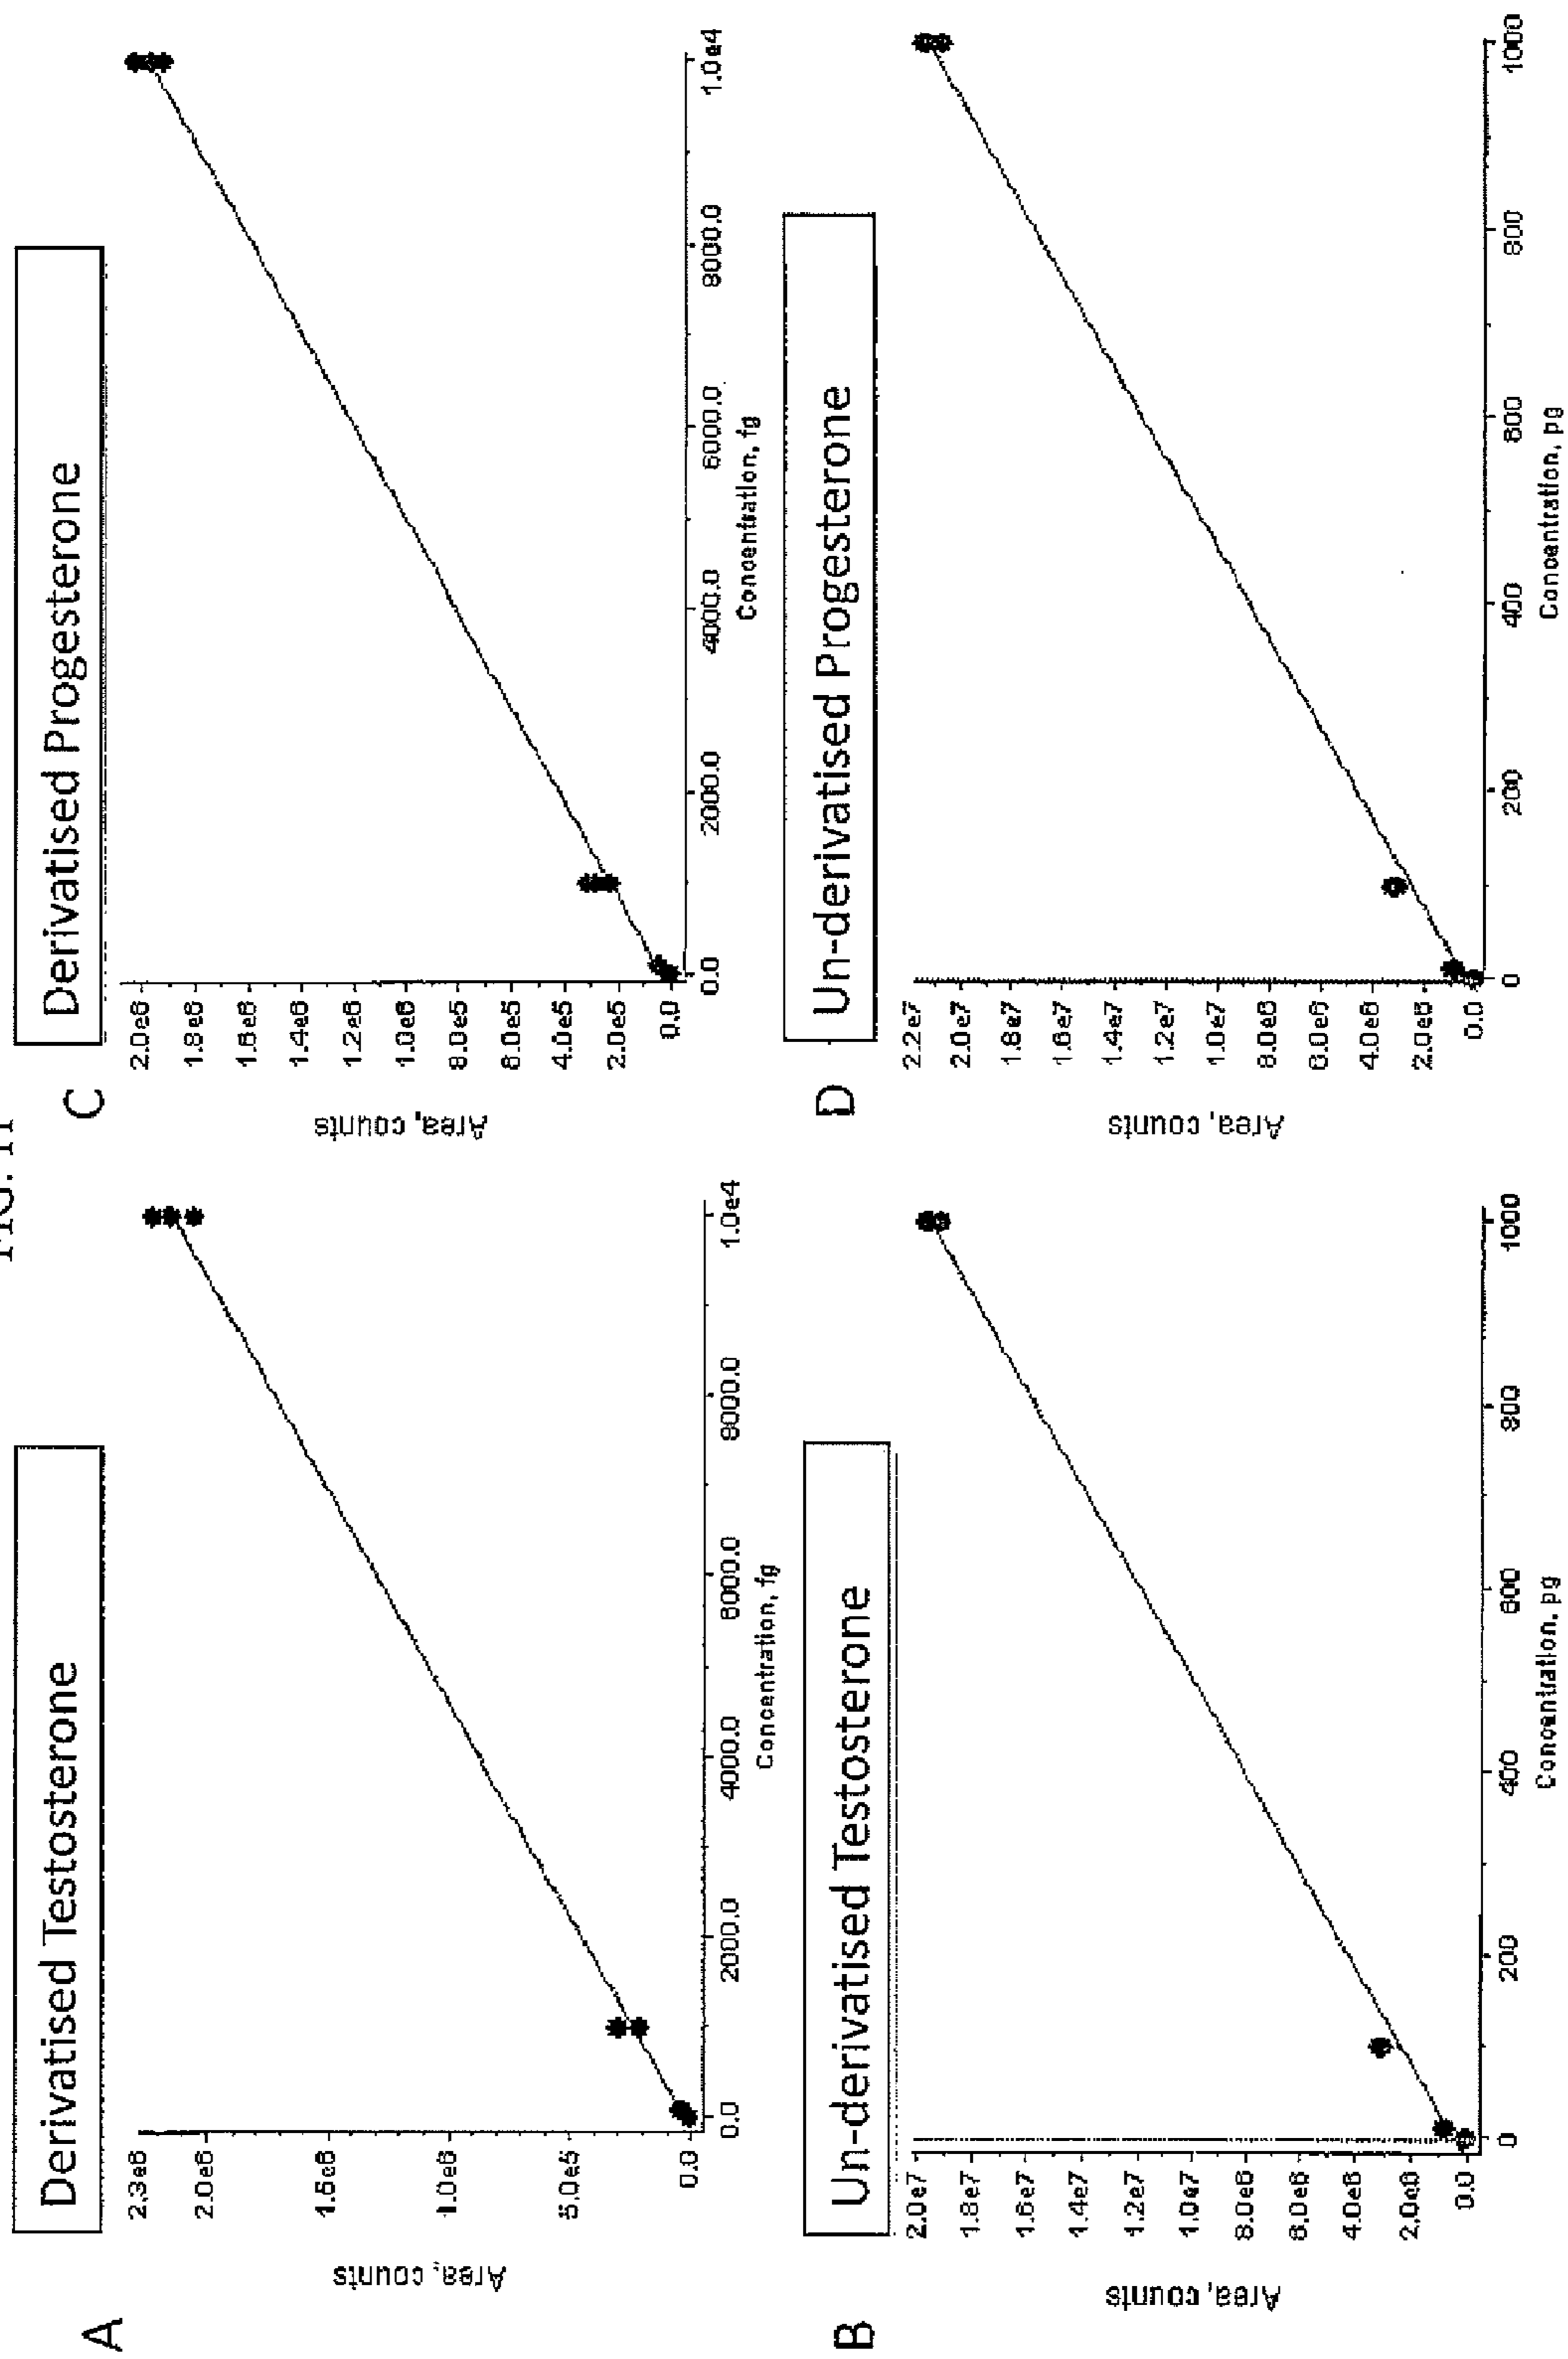 FIG. 11
A
Derivatised Testosterone
Area, counts
2.3e6
2.0e6
1.5e6
1.0e6
5.0e5
0.0
0.0
2000.0
4000.0
6000.0
8000.0
1.0e4
Concentration, fg
B
Un-derivatised Testosterone
Area, counts
2.0e7
1.8e7
1.6e7
1.4e7
1.2e7
1.0e7
8.0e6
6.0e6
4.0e6
2.0e6
0.0
0
200
400
600
800
1000
Concentration, pg
C
Derivatised Progesterone
Area, counts
2.0e6
1.8e6
1.6e6
1.4e6
1.2e6
1.0e6
8.0e5
6.0e5
4.0e5
2.0e5
0.0
0.0
2000.0
4000.0
6000.0
8000.0
1.0e4
Concentration, fg
D
Un-derivatised Progesterone
Area, counts
2.2e7
2.0e7
1.8e7
1.6e7
1.4e7
1.2e7
1.0e7
8.0e6
6.0e6
4.0e6
2.0e6
0.0
0
200
400
600
800
1000
Concentration, pg